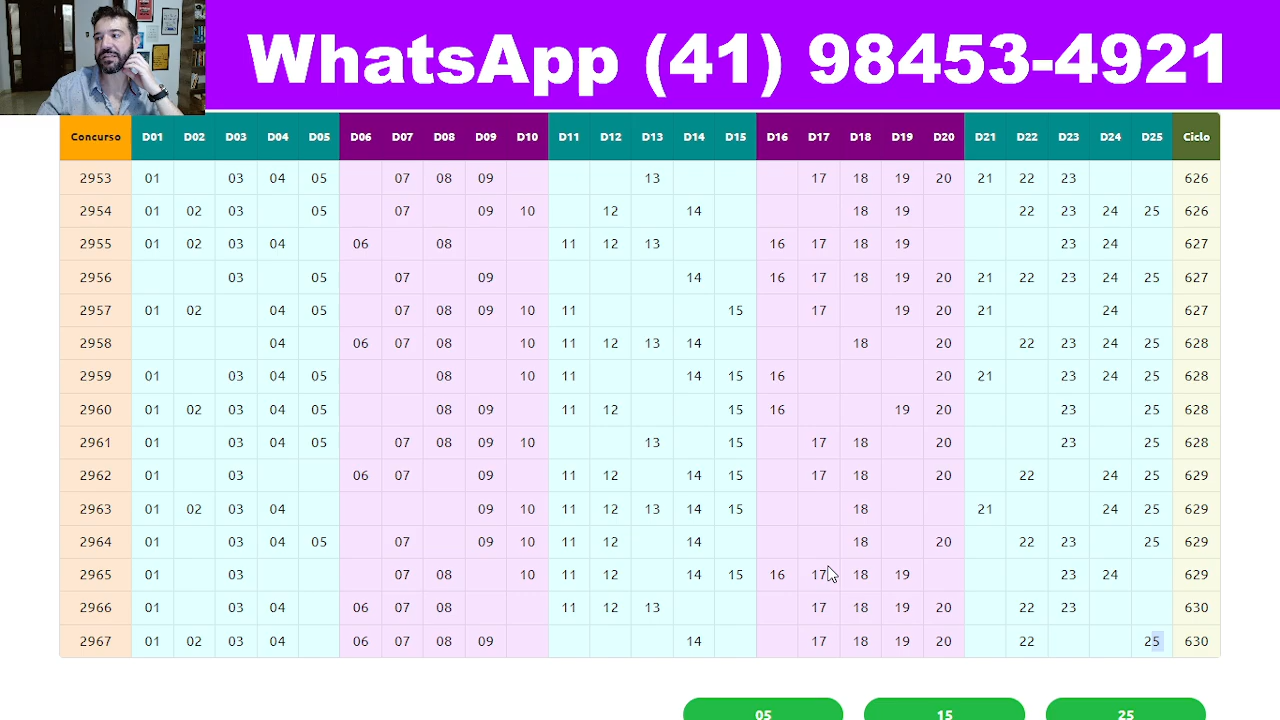 WhatsApp (41) 98453-4921
Concurso D01 D02 D03 D04 D05 D06 D07 D08 D09 D10 D11 D12 D13 D14 D15 D16 D17 D18 D19 D20 D21 D22 D23 D24 D25 Ciclo
2953 01 03 04 05 07 08 09 13 17 18 19 20 21 22 23 626
2954 01 02 03 05 07 09 10 12 14 18 19 22 23 24 25 626
2955 01 02 03 04 06 08 11 12 13 16 17 18 19 23 24 627
2956 03 05 07 09 14 16 17 18 19 20 21 22 23 24 25 627
2957 01 02 04 05 07 08 09 10 11 15 17 19 20 21 24 627
2958 04 06 07 08 10 11 12 13 14 18 20 22 23 24 25 628
2959 01 03 04 05 08 10 11 14 15 16 20 21 23 24 25 628
2960 01 02 03 04 05 08 09 11 12 15 16 19 20 23 25 628
2961 01 03 04 05 07 08 09 10 13 15 17 18 20 23 25 628
2962 01 03 06 07 09 11 12 14 15 17 18 20 22 24 25 629
2963 01 02 03 04 09 10 11 12 13 14 15 18 21 24 25 629
2964 01 03 04 05 07 09 10 11 12 14 18 20 22 23 25 629
2965 01 03 07 08 10 11 12 14 15 16 17 18 19 23 24 629
2966 01 03 04 06 07 08 11 12 13 17 18 19 20 22 23 630
2967 01 02 03 04 06 07 08 09 14 17 18 19 20 22 25 630
05 15 25